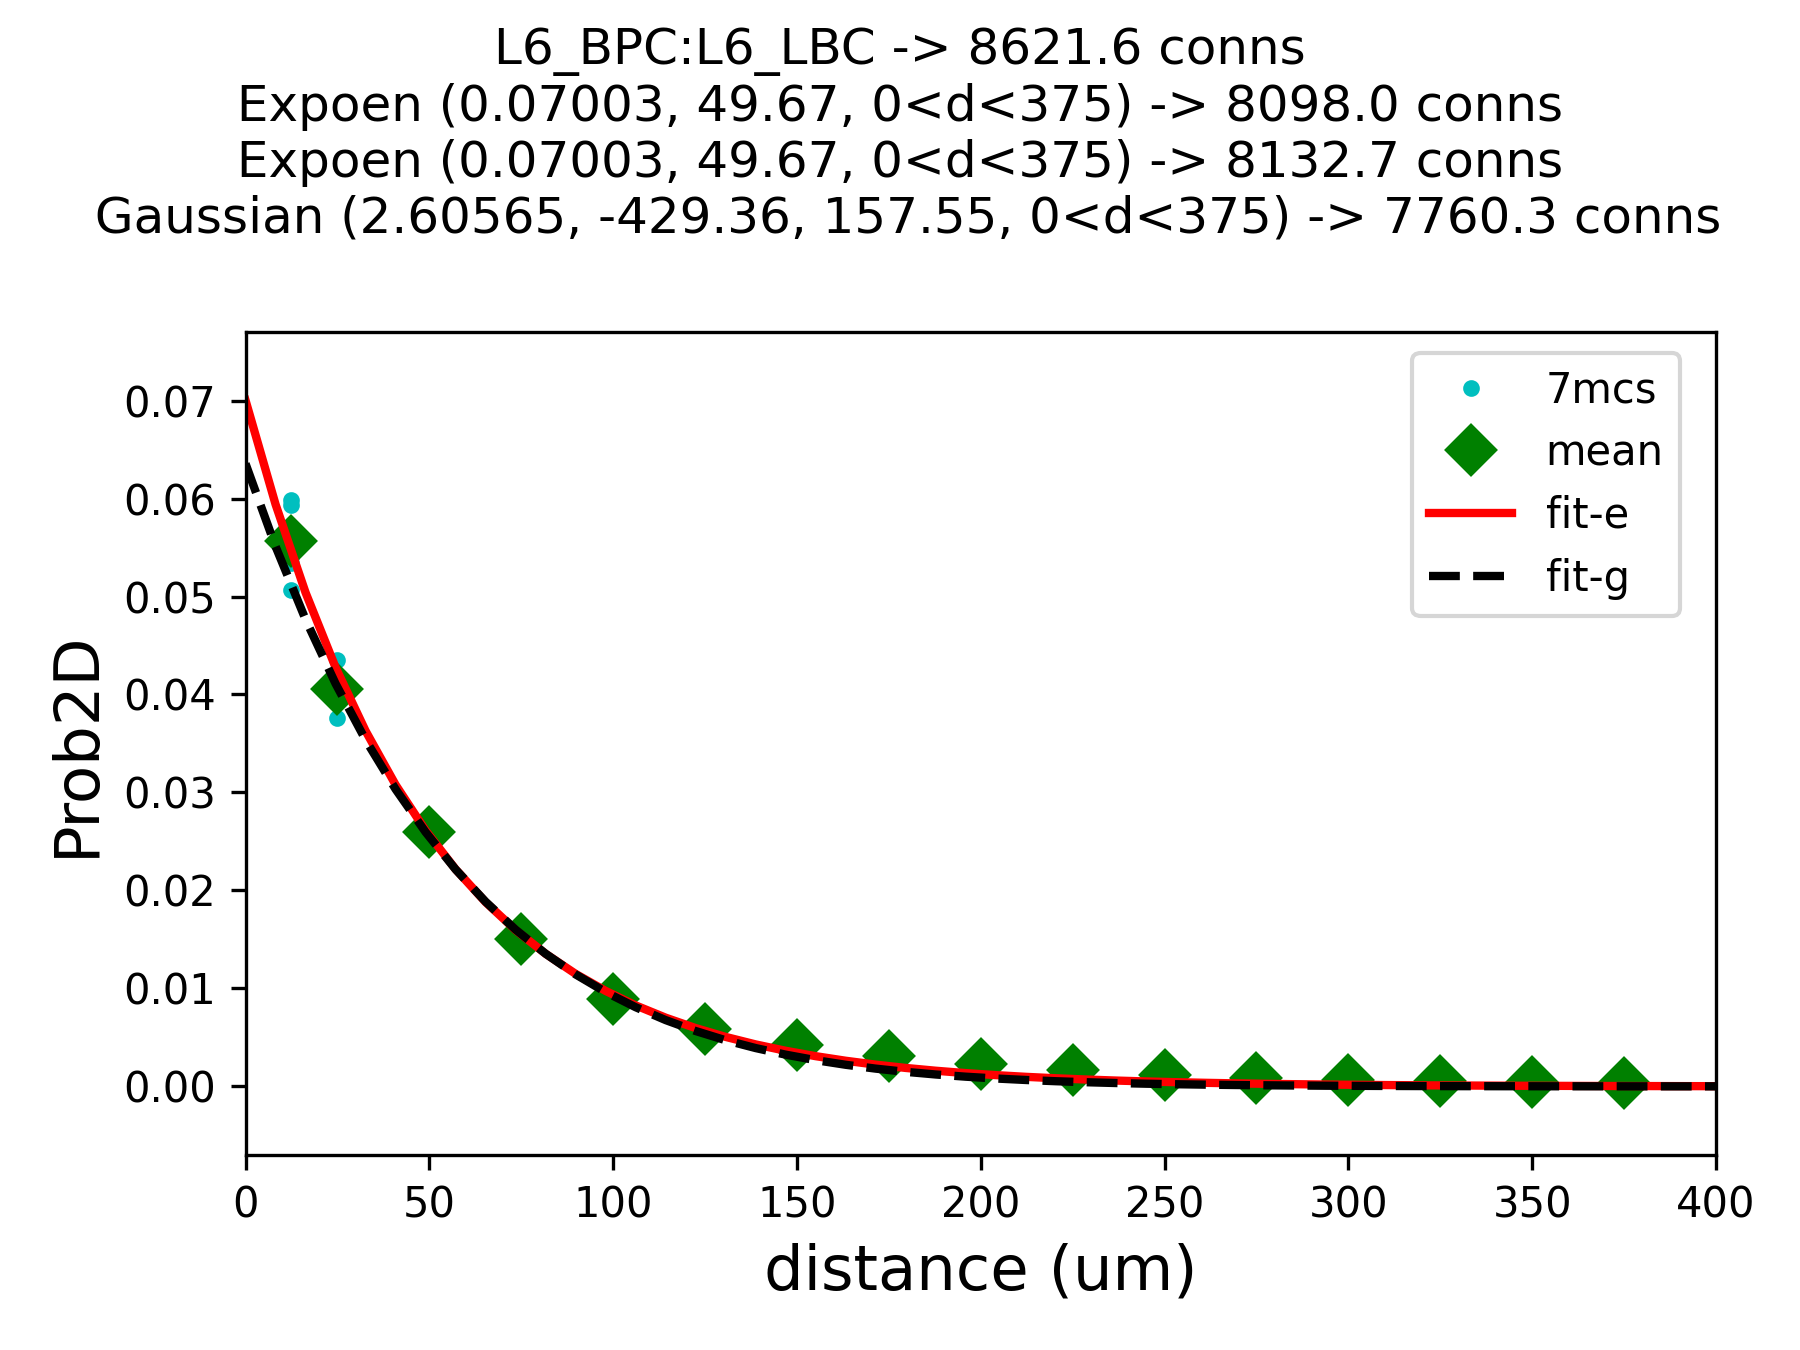 L6_BPC:L6_LBC -> 8621.6 conns
Expoen (0.07003, 49.67, 0<d<375) -> 8098.0 conns
Expoen (0.07003, 49.67, 0<d<375) -> 8132.7 conns
Gaussian (2.60565, -429.36, 157.55, 0<d<375) -> 7760.3 conns
7mcs
mean
fit-e
fit-g
Prob2D
0.07
0.06
0.05
0.04
0.03
0.02
0.01
0.00
0 50 100 150 200 250 300 350 400
distance (um)